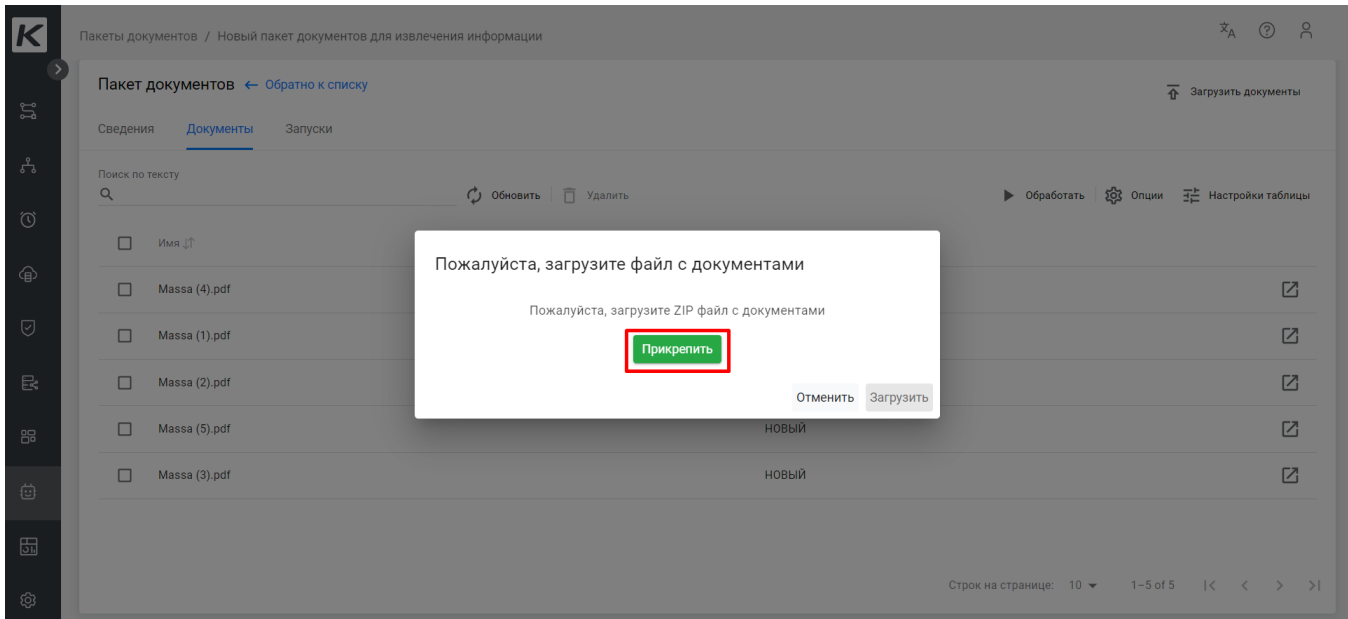 K
Пакеты документов / Новый пакет документов для извлечения информации
Пакет документов ← Обратно к списку
Загрузить документы
Сведения Документы Запуски
Поиск по тексту
Обновить Удалить Обработать Опции Настройки таблицы
Имя
Пожалуйста, загрузите файл с документами
Пожалуйста, загрузите ZIP файл с документами
Прикрепить
Отменить Загрузить
Massa (4).pdf
Massa (1).pdf
Massa (2).pdf
Massa (5).pdf НОВЫЙ
Massa (3).pdf НОВЫЙ
Строк на странице: 10 1–5 of 5